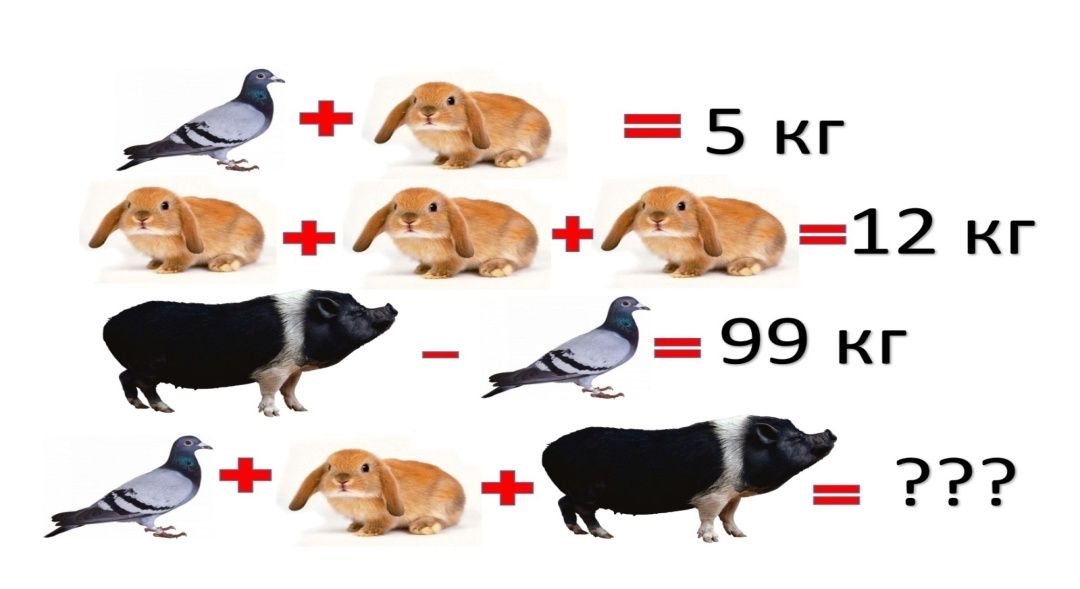 + = 5 кг
+ + = 12 кг
– = 99 кг
+ + = ???